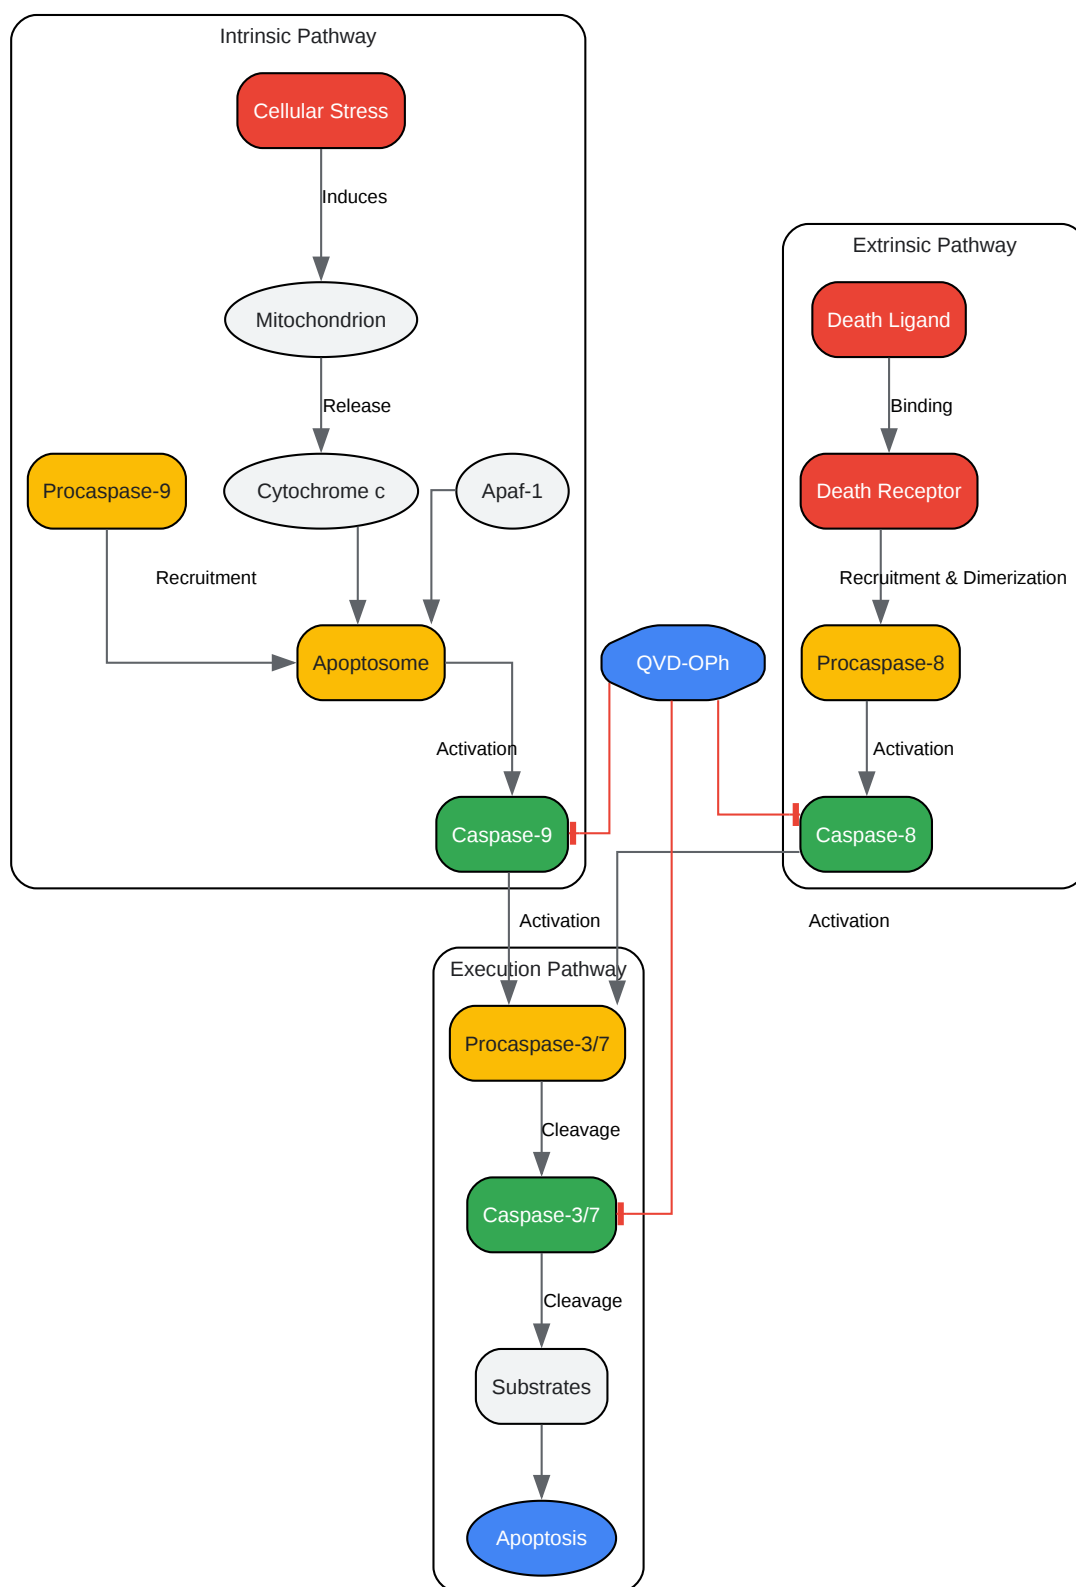 Intrinsic Pathway
Cellular Stress
Induces
Extrinsic Pathway
Mitochondrion
Death Ligand
Release
Binding
Procaspase-9
Cytochrome c
Apaf-1
Death Receptor
Recruitment
Recruitment & Dimerization
Apoptosome
QVD-OPh
Procaspase-8
Activation
Activation
Caspase-9
Caspase-8
Activation
Activation
Execution Pathway
Procaspase-3/7
Cleavage
Caspase-3/7
Cleavage
Substrates
Apoptosis